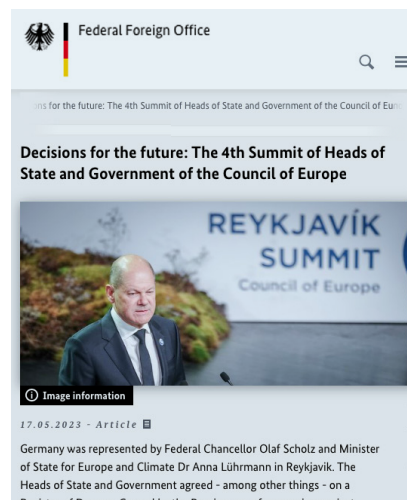 Federal Foreign Office
ns for the future: The 4th Summit of Heads of State and Government of the Council of
Decisions for the future: The 4th Summit of Heads of
State and Government of the Council of Europe
REYKJAVÍK
SUMMIT
Council of Europe
Image information
17.05.2023 - Article
Germany was represented by Federal Chancellor Olaf Scholz and Minister
of State for Europe and Climate Dr Anna Lührmann in Reykjavik. The
Heads of State and Government agreed - among other things - on a